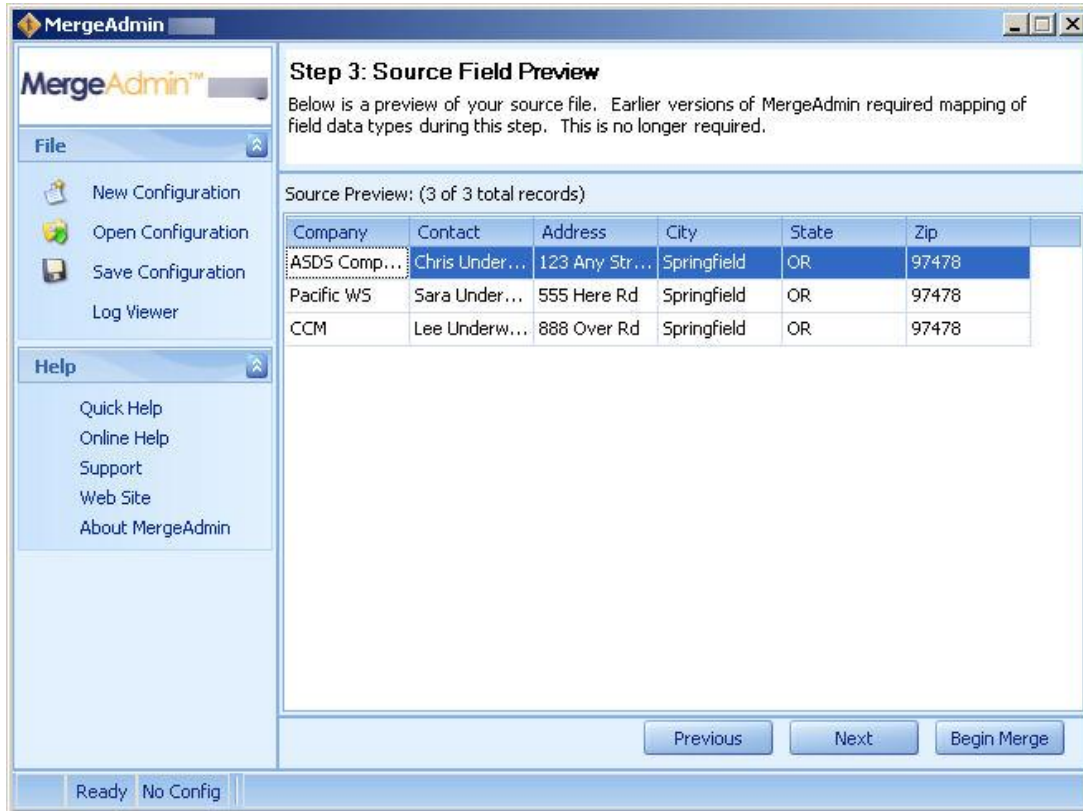 MergeAdmin
MergeAdmin™
File
New Configuration
Open Configuration
Save Configuration
Log Viewer
Help
Quick Help
Online Help
Support
Web Site
About MergeAdmin
Step 3: Source Field Preview
Below is a preview of your source file. Earlier versions of MergeAdmin required mapping of
field data types during this step. This is no longer required.
Source Preview: (3 of 3 total records)
Company Contact Address City State Zip
ASDS Comp... Chris Under... 123 Any Str... Springfield OR 97478
Pacific WS Sara Under... 555 Here Rd Springfield OR 97478
CCM Lee Underw... 888 Over Rd Springfield OR 97478
Previous Next Begin Merge
Ready No Config